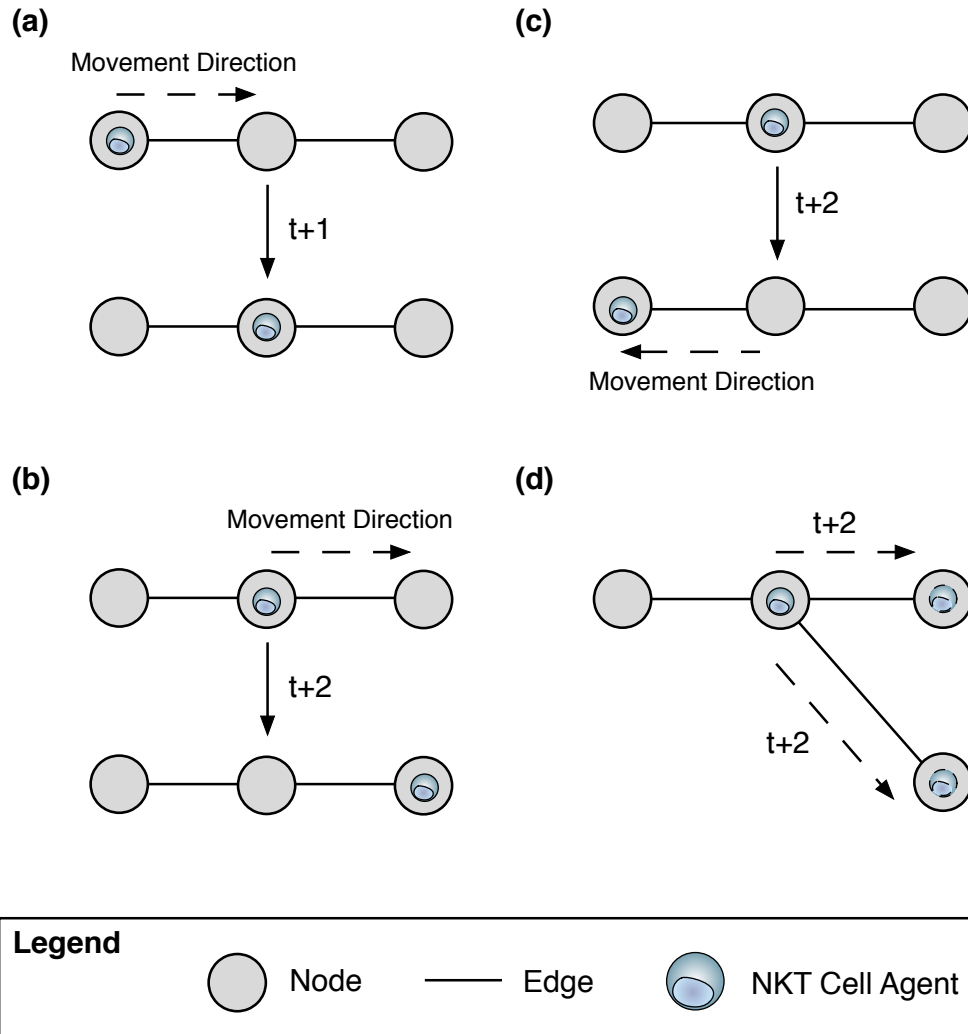 (a)
Movement Direction
t+1
(c)
t+2
Movement Direction
(b)
Movement Direction
t+2
(d)
t+2
t+2
Legend
Node
Edge
NKT Cell Agent